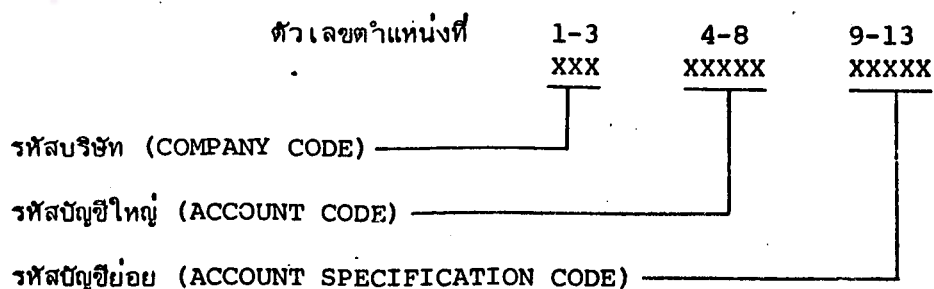 ตัวเลขตำแหน่งที่ 1-3 4-8 9-13
XXX XXXXX XXXXX
รหัสบริษัท (COMPANY CODE)
รหัสบัญชีใหญ่ (ACCOUNT CODE)
รหัสบัญชีย่อย (ACCOUNT SPECIFICATION CODE)